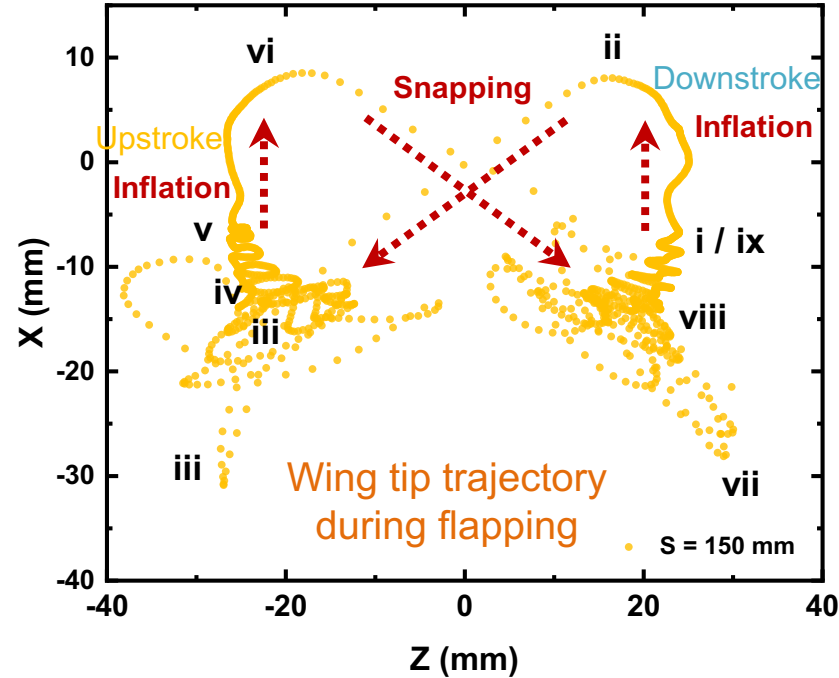 10
0
-10
-20
-30
-40
X (mm)
-40
-20
0
20
40
Z (mm)
vi
ii
Snapping
Downstroke
Upstroke
Inflation
Inflation
v
i / ix
iv
iii
viii
iii
vii
Wing tip trajectory
during flapping
S = 150 mm